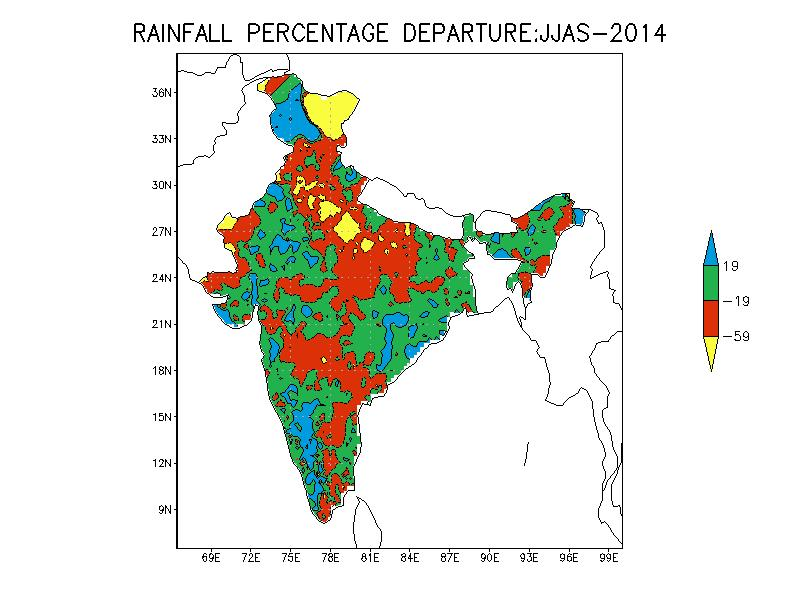 RAINFALL PERCENTAGE DEPARTURE:JJAS-2014
36N
33N
30N
27N
24N
21N
18N
15N
12N
9N
69E 72E 75E 78E 81E 84E 87E 90E 93E 96E 99E
19
-19
-59